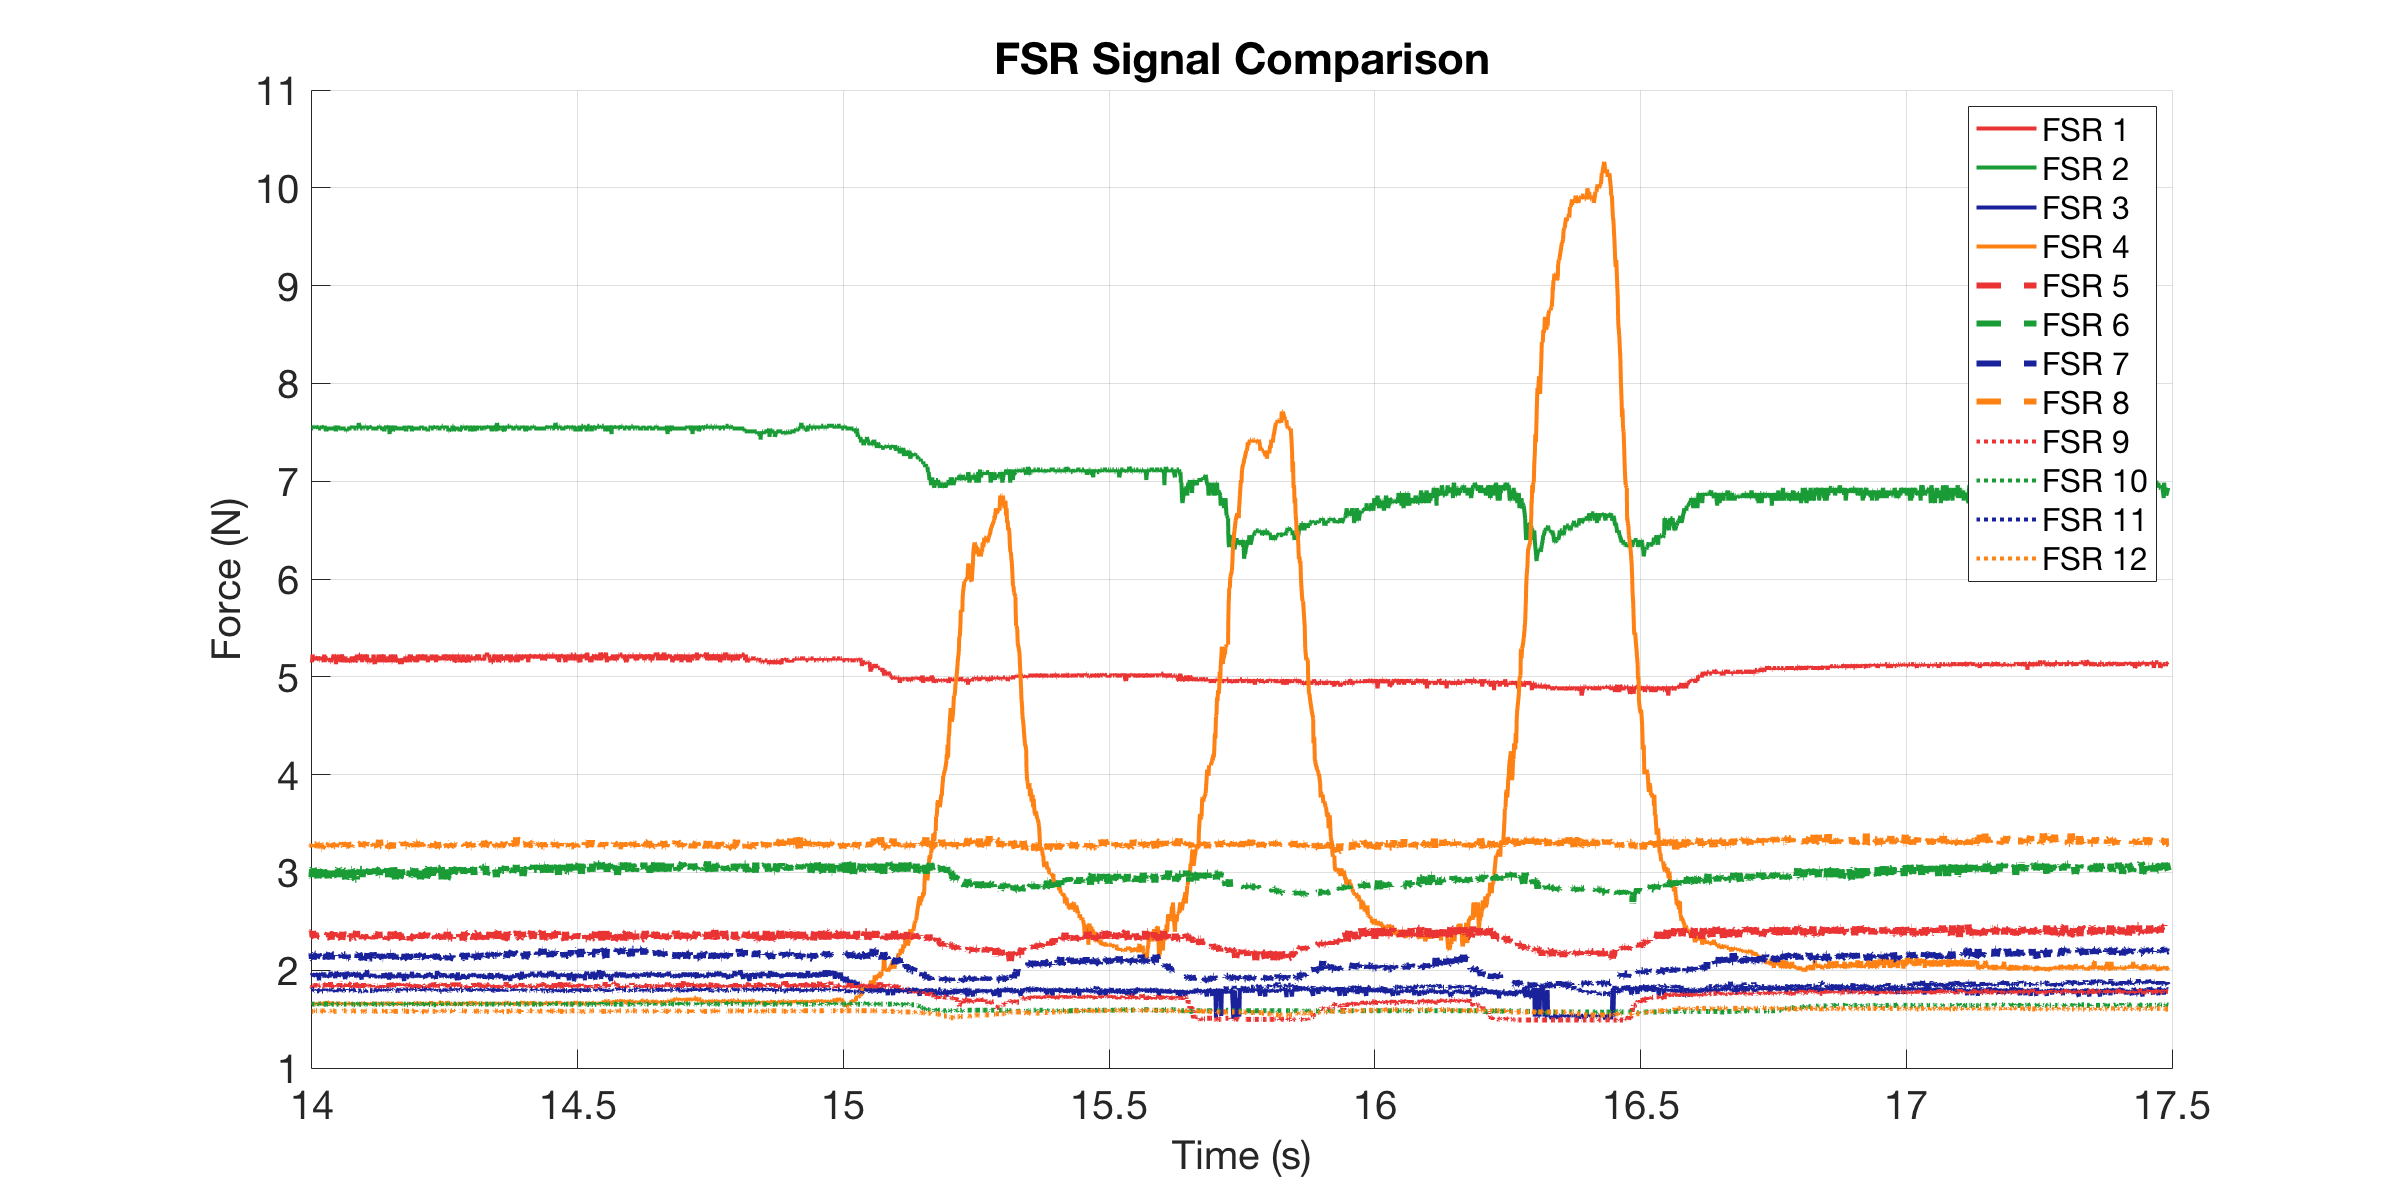 FSR Signal Comparison
11
10
9
8
7
6
5
4
3
2
1
Force (N)
FSR 1
FSR 2
FSR 3
FSR 4
FSR 5
FSR 6
FSR 7
FSR 8
FSR 9
FSR 10
FSR 11
FSR 12
14 14.5 15 15.5 16 16.5 17 17.5
Time (s)